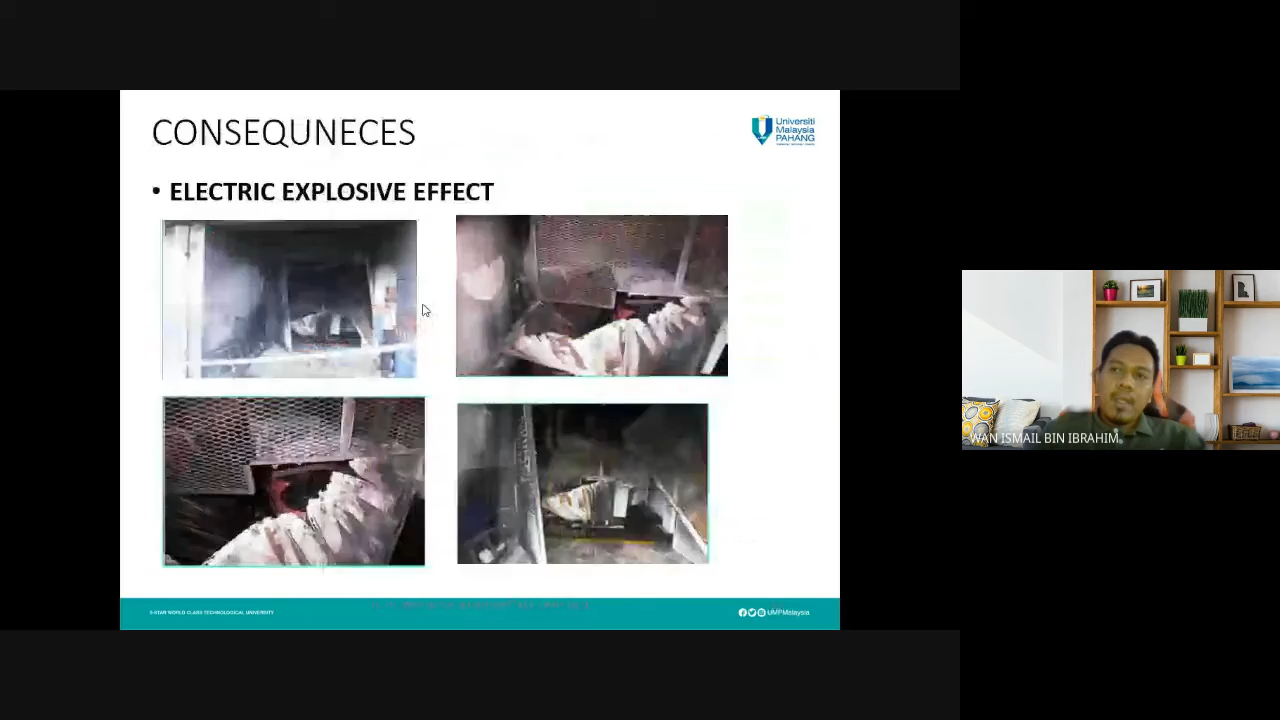 CONSEQUNECES
Universiti
Malaysia
PAHANG
• ELECTRIC EXPLOSIVE EFFECT
WAN ISMAIL BIN IBRAHIM
5-STAR WORLD CLASS TECHNOLOGICAL UNIVERSITY
UMPMalaysia